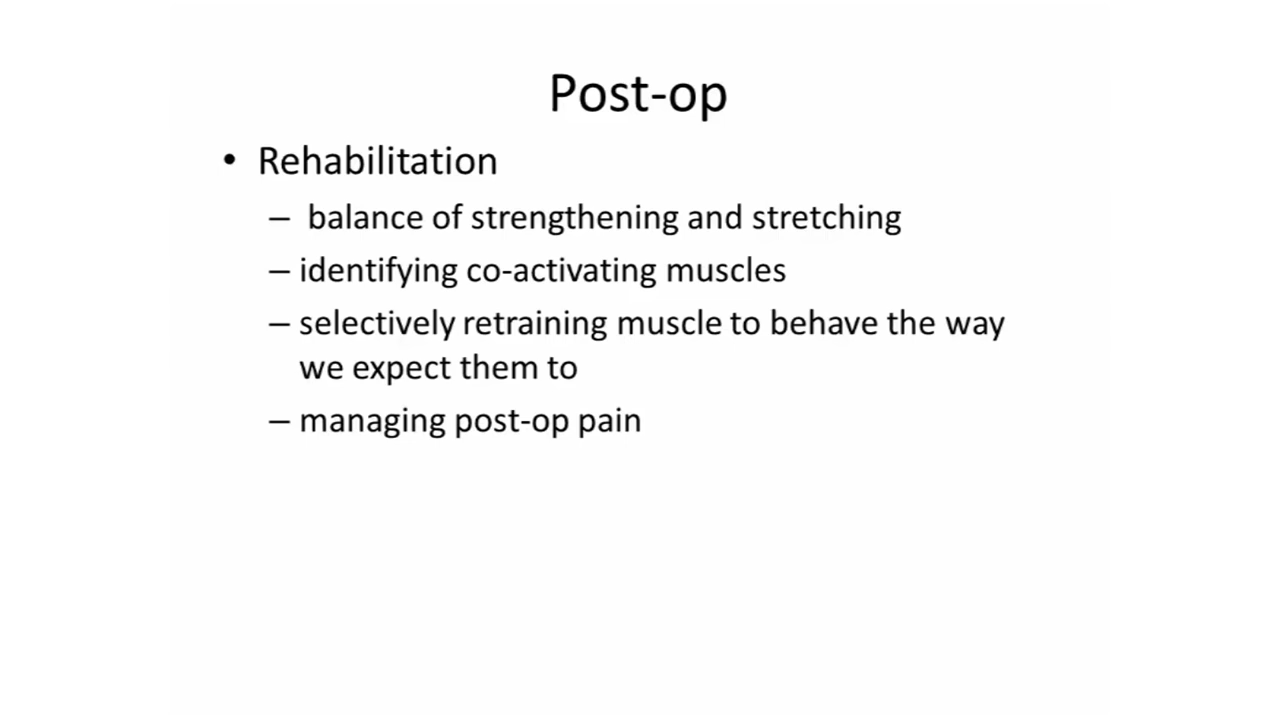 Post-op
• Rehabilitation
– balance of strengthening and stretching
– identifying co-activating muscles
– selectively retraining muscle to behave the way
we expect them to
– managing post-op pain